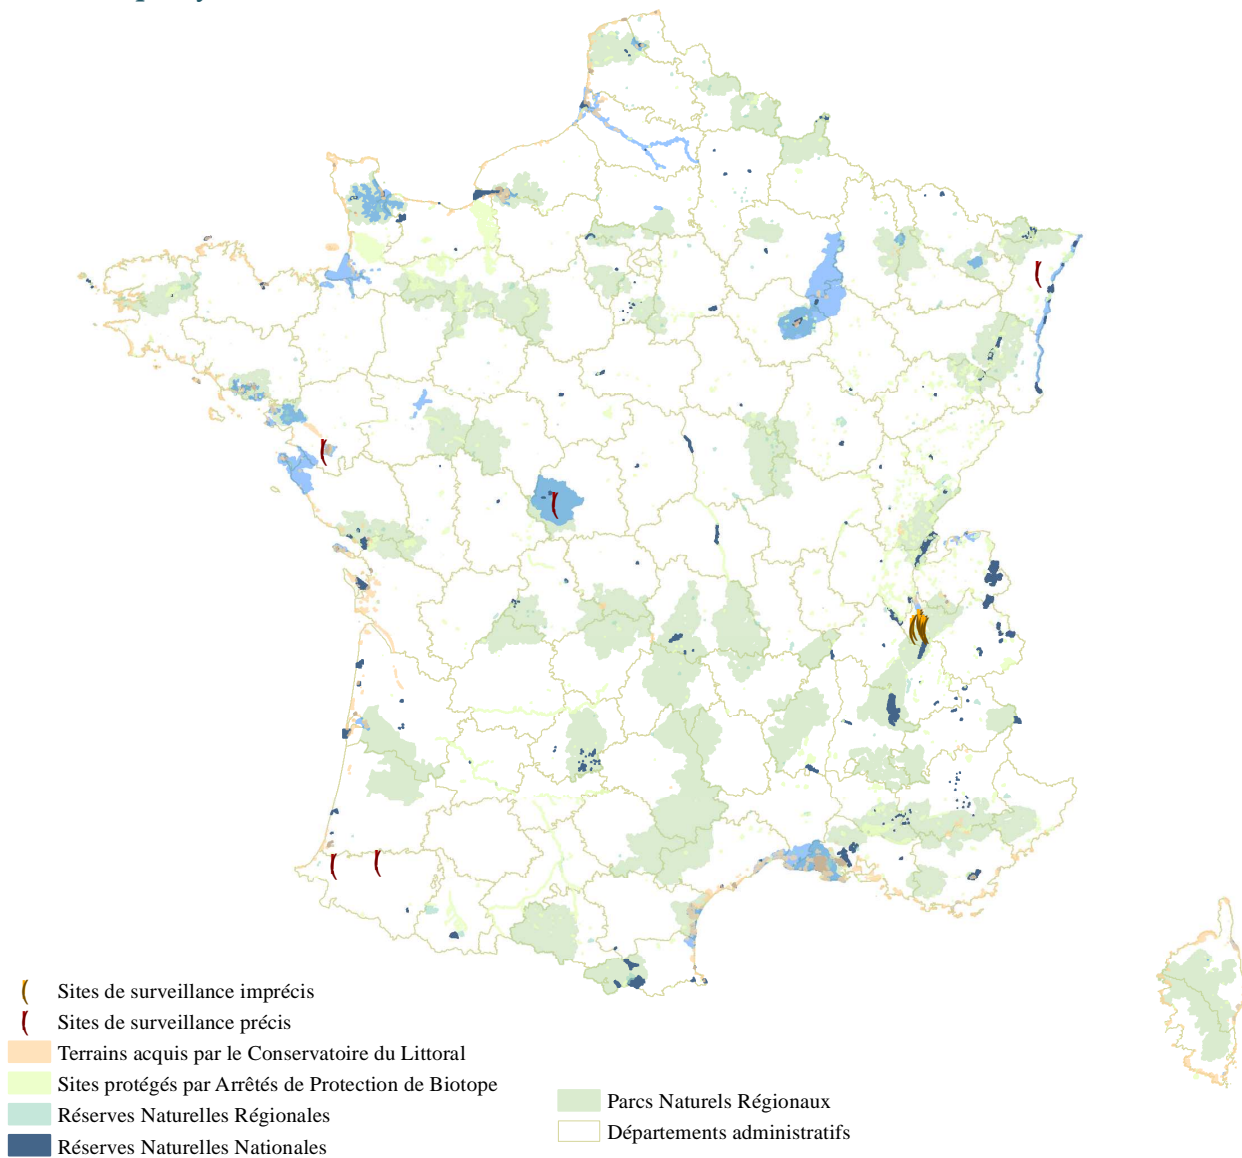 Sites de surveillance imprécis
Sites de surveillance précis
Terrains acquis par le Conservatoire du Littoral
Sites protégés par Arrêtés de Protection de Biotope
Réserves Naturelles Régionales
Réserves Naturelles Nationales
Parcs Naturels Régionaux
Départements administratifs